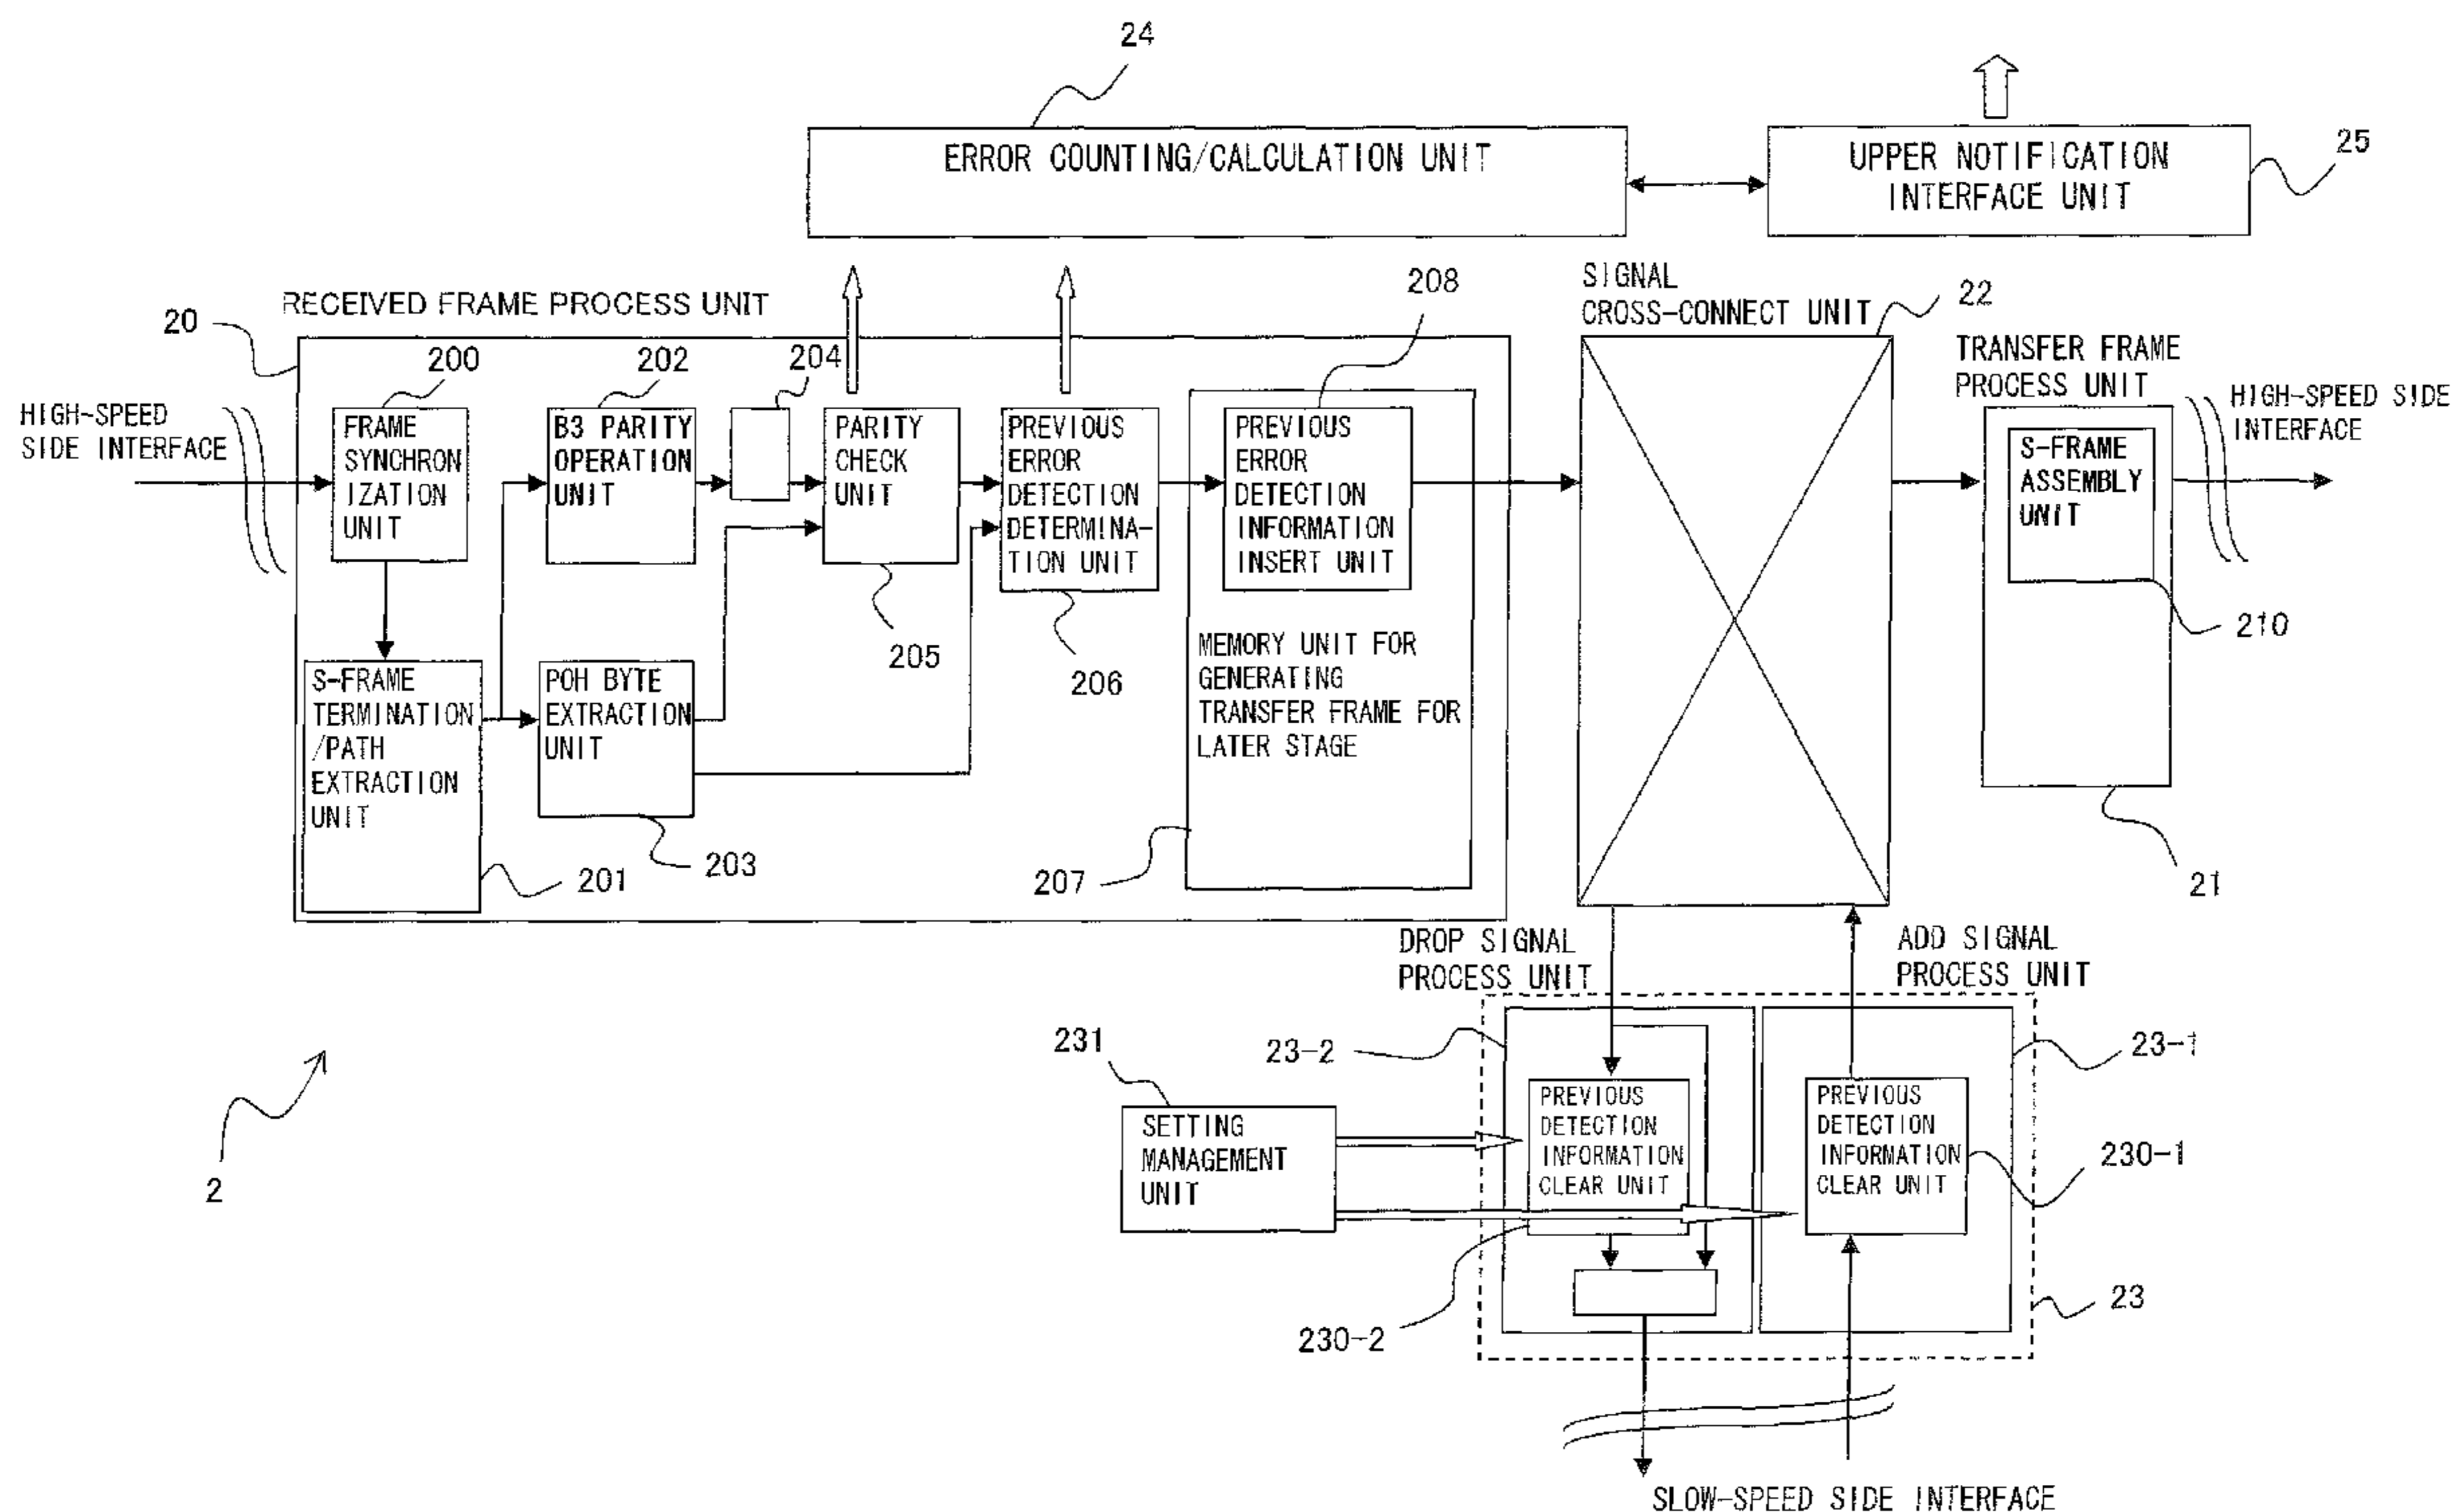 24
ERROR COUNTING/CALCULATION UNIT
UPPER NOTIFICATION
INTERFACE UNIT
25
RECEIVED FRAME PROCESS UNIT
20
200
202
204
208
SIGNAL
CROSS-CONNECT UNIT
22
TRANSFER FRAME
PROCESS UNIT
HIGH-SPEED
SIDE INTERFACE
FRAME
SYNCHRON
IZATION
UNIT
B3 PARITY
OPERATION
UNIT
PARITY
CHECK
UNIT
PREVIOUS
ERROR
DETECTION
DETERMINA-
TION UNIT
PREVIOUS
ERROR
DETECTION
INFORMATION
INSERT UNIT
S-FRAME
ASSEMBLY
UNIT
HIGH-SPEED SIDE
INTERFACE
205
206
210
S-FRAME
TERMINATION
/PATH
EXTRACTION
UNIT
POH BYTE
EXTRACTION
UNIT
MEMORY UNIT FOR
GENERATING
TRANSFER FRAME FOR
LATER STAGE
201
203
207
21
DROP SIGNAL
PROCESS UNIT
ADD SIGNAL
PROCESS UNIT
231
23-2
23-1
SETTING
MANAGEMENT
UNIT
PREVIOUS
DETECTION
INFORMATION
CLEAR UNIT
PREVIOUS
DETECTION
INFORMATION
CLEAR UNIT
230-1
2
230-2
23
SLOW-SPEED SIDE INTERFACE